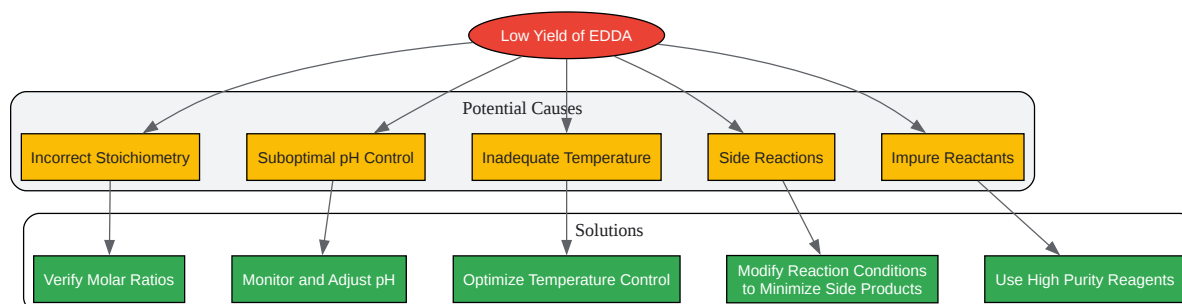 Low Yield of EDDA
Potential Causes
Incorrect Stoichiometry
Suboptimal pH Control
Inadequate Temperature
Side Reactions
Impure Reactants
Solutions
Verify Molar Ratios
Monitor and Adjust pH
Optimize Temperature Control
Modify Reaction Conditions
to Minimize Side Products
Use High Purity Reagents